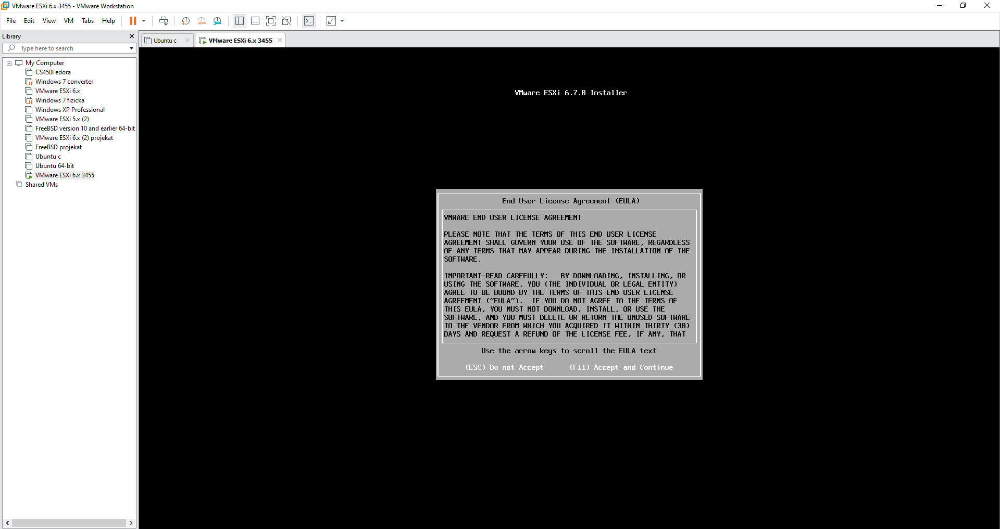 VMware ESXi 6.x 3455 - VMware Workstation
File Edit View VM Tabs Help
Library
Type here to search
My Computer
CS450Fedora
Windows 7 converter
VMware ESXi 6.x
Windows 7 fizicka
Windows XP Professional
VMware ESXi 5.x (2)
FreeBSD version 10 and earlier 64-bit
VMware ESXi 6.x (2) projekat
FreeBSD projekat
Ubuntu c
Ubuntu 64-bit
VMware ESXi 6.x 3455
Shared VMs
Ubuntu c
VMware ESXi 6.x 3455
VMware ESXi 6.7.0 Installer
End User License Agreement (EULA)
VMWARE END USER LICENSE AGREEMENT
PLEASE NOTE THAT THE TERMS OF THIS END USER LICENSE
AGREEMENT SHALL GOVERN YOUR USE OF THE SOFTWARE, REGARDLESS
OF ANY TERMS THAT MAY APPEAR DURING THE INSTALLATION OF THE
SOFTWARE.
IMPORTANT-READ CAREFULLY:   BY DOWNLOADING, INSTALLING, OR
USING THE SOFTWARE, YOU (THE INDIVIDUAL OR LEGAL ENTITY)
AGREE TO BE BOUND BY THE TERMS OF THIS END USER LICENSE
AGREEMENT ("EULA").  IF YOU DO NOT AGREE TO THE TERMS OF
THIS EULA, YOU MUST NOT DOWNLOAD, INSTALL, OR USE THE
SOFTWARE, AND YOU MUST DELETE OR RETURN THE UNUSED SOFTWARE
TO THE VENDOR FROM WHICH YOU ACQUIRED IT WITHIN THIRTY (30)
DAYS AND REQUEST A REFUND OF THE LICENSE FEE, IF ANY, THAT
Use the arrow keys to scroll the EULA text
(ESC) Do not Accept      (F11) Accept and Continue